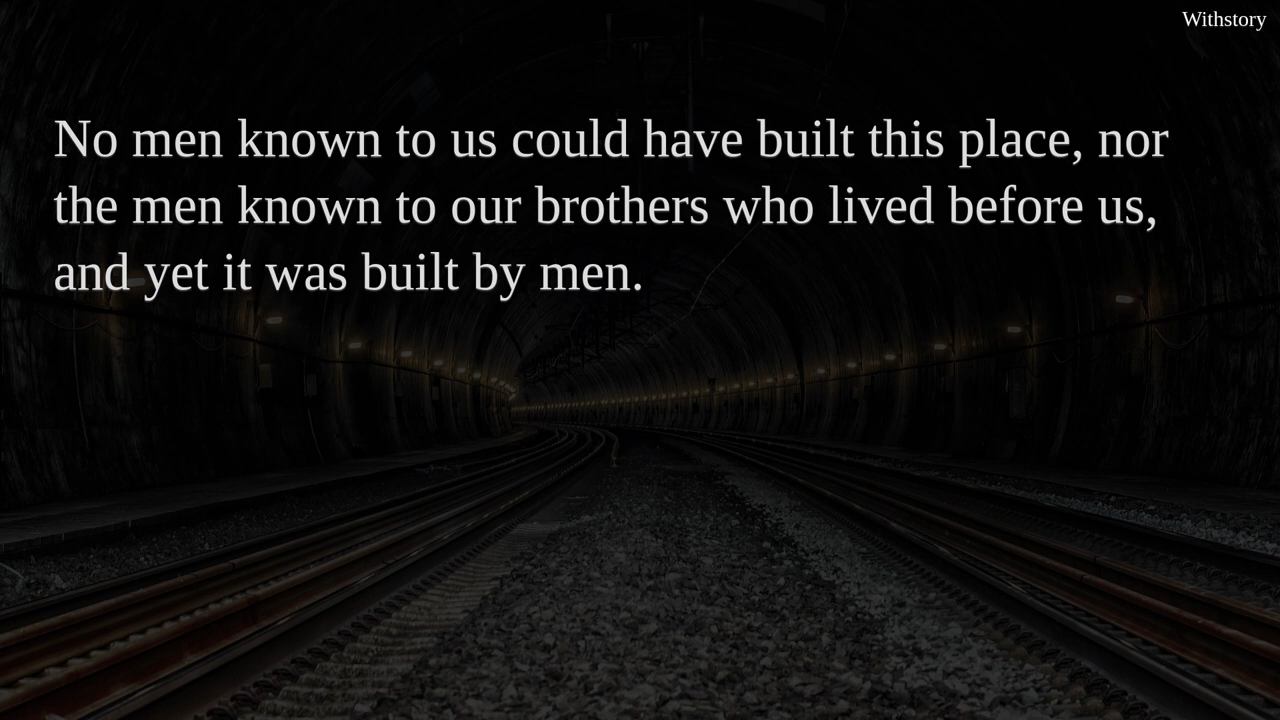 Withstory
No men known to us could have built this place, nor
the men known to our brothers who lived before us,
and yet it was built by men.